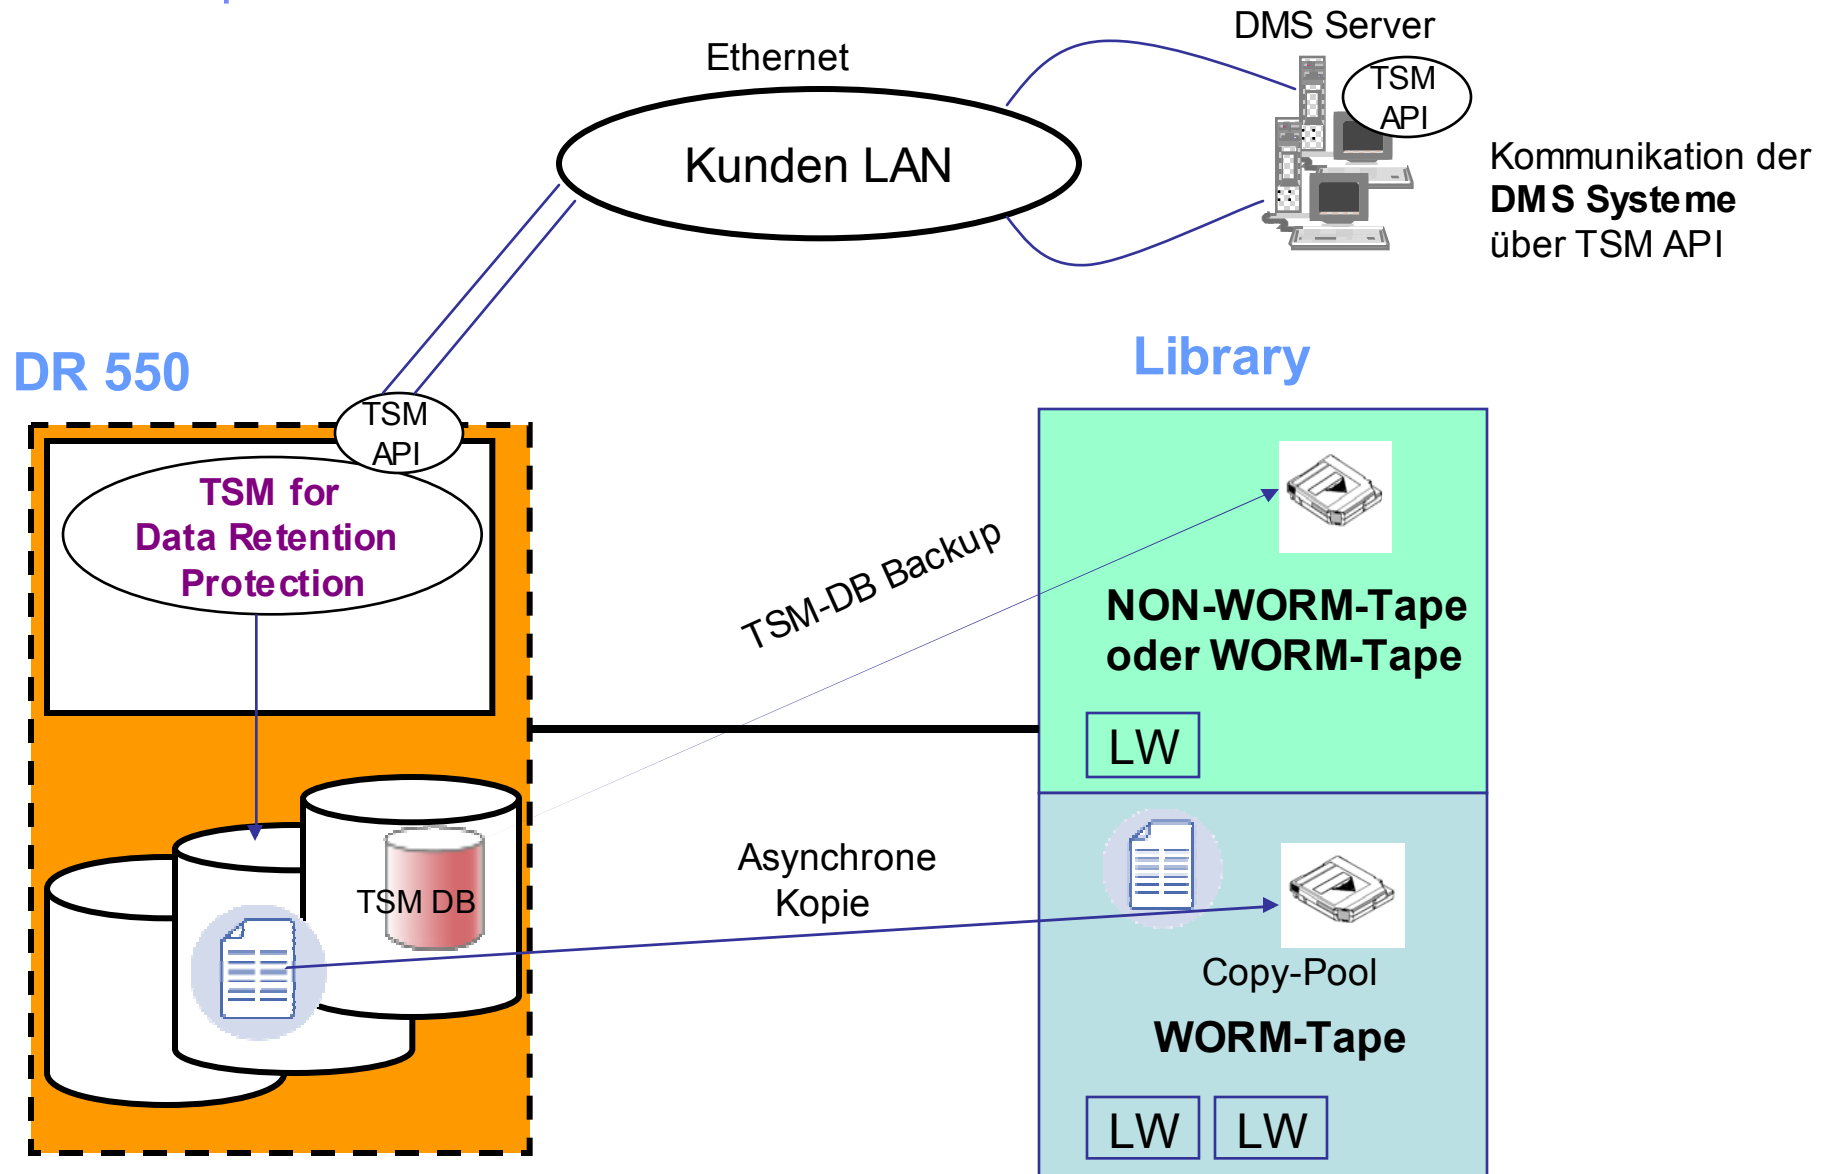 Ethernet
Kunden LAN
DMS Server
TSM
API
Kommunikation der
DMS Systeme
über TSM API
DR 550
TSM
API
TSM for
Data Retention
Protection
TSM DB
TSM-DB Backup
Asynchrone
Kopie
Library
NON-WORM-Tape
oder WORM-Tape
LW
Copy-Pool
WORM-Tape
LW
LW